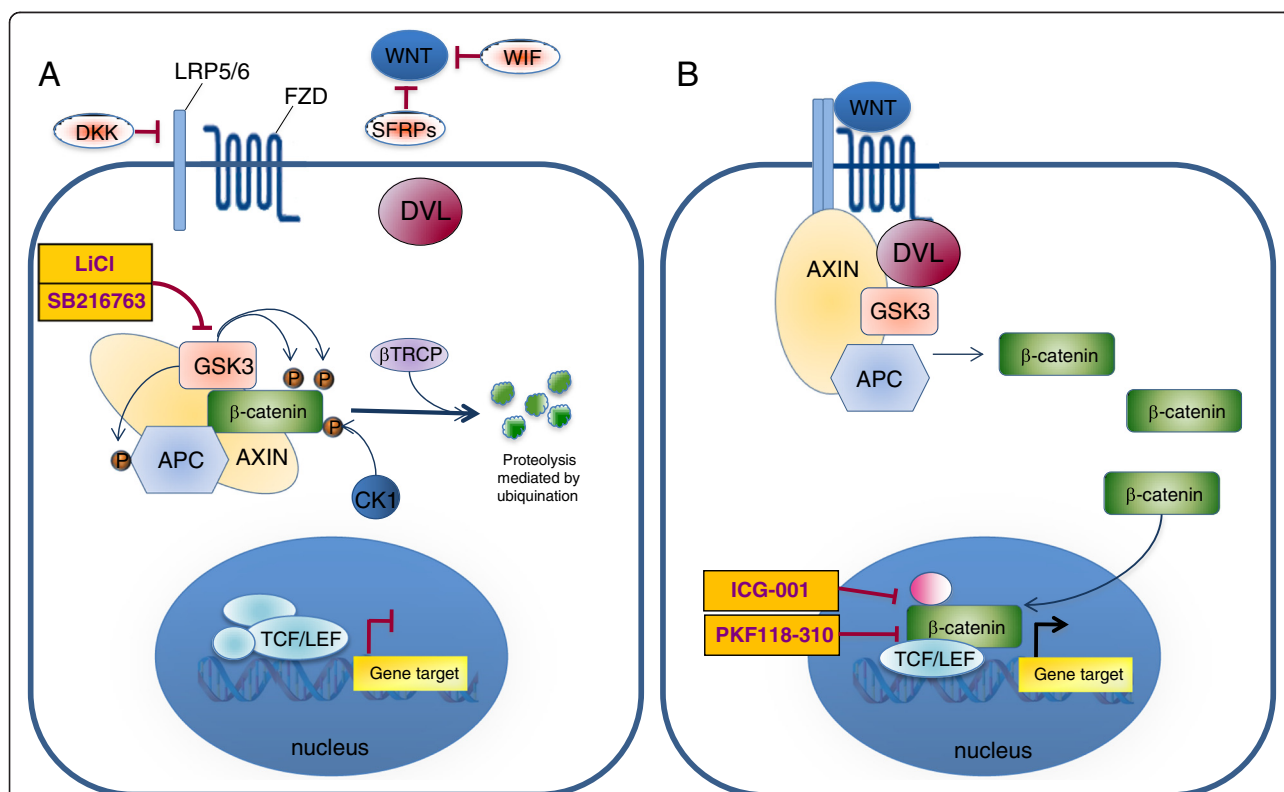 A
LRP5/6
FZD
DKK
WNT
WIF
SFRPs
DVL
LiCl
SB216763
GSK3
P
P
β-catenin
P
βTRCP
APC
AXIN
P
CK1
Proteolysis
mediated by
ubiquination
TCF/LEF
Gene target
nucleus
B
WNT
AXIN
DVL
GSK3
APC
β-catenin
β-catenin
β-catenin
ICG-001
PKF118-310
β-catenin
TCF/LEF
Gene target
nucleus